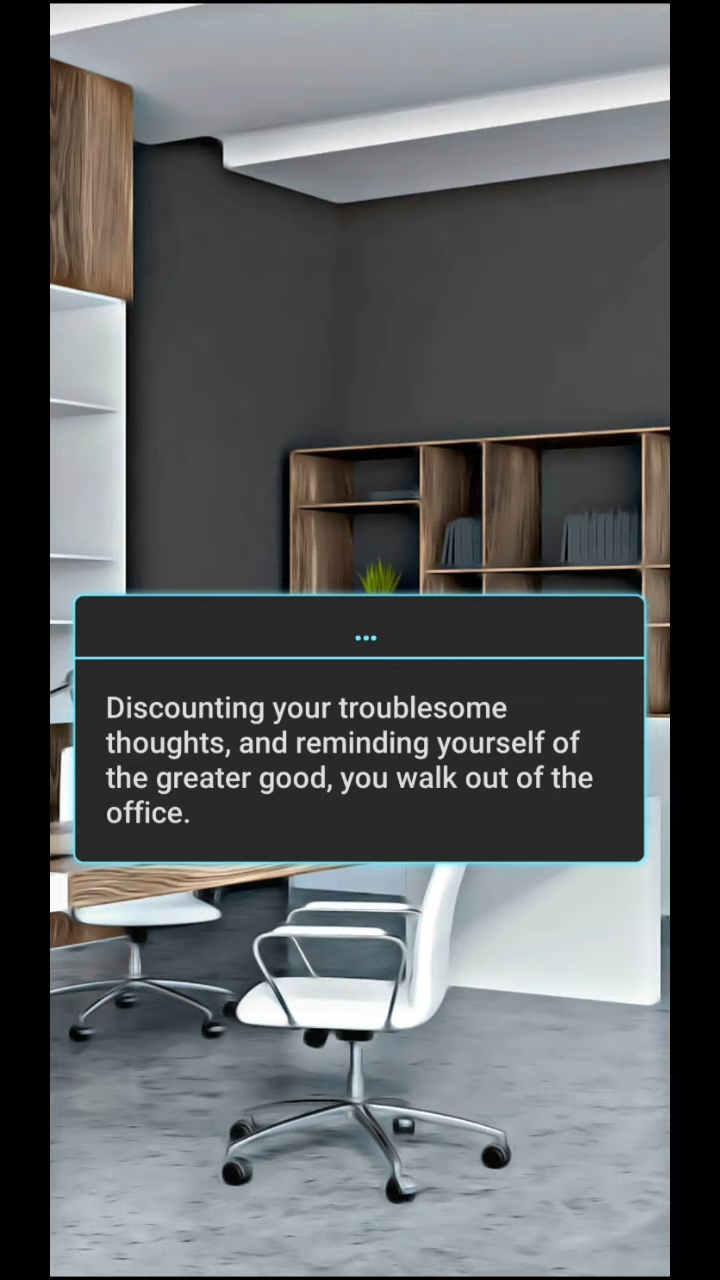 ...
Discounting your troublesome
thoughts, and reminding yourself of
the greater good, you walk out of the
office.